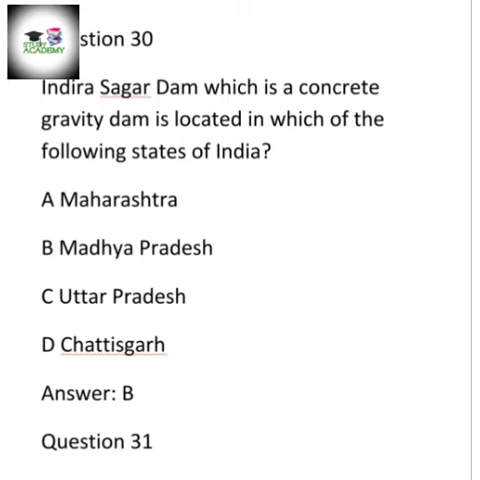 STUDY
ACADEMY
stion 30
Indira Sagar Dam which is a concrete
gravity dam is located in which of the
following states of India?
A Maharashtra
B Madhya Pradesh
C Uttar Pradesh
D Chattisgarh
Answer: B
Question 31